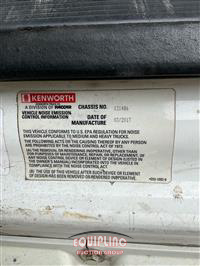 KENWORTH
A DIVISION OF PACCAR CHASSIS NO.
VEHICLE NOISE EMISSION CONTROL INFORMATION
DATE OF MANUFACTURE 03/2017
THIS VEHICLE CONFORMS TO U.S. EPA REGULATION FOR NOISE
EMISSION APPLICABLE TO MEDIUM AND HEAVY TRUCKS.
THE FOLLOWING ACTS OR THE CAUSING THEREOF BY ANY PERSON
ARE PROHIBITED BY THE NOISE CONTROL ACT OF 1972:
(A) THE REMOVAL OR RENDERING INOPERATIVE, OTHER THAN
FOR PURPOSES OF MAINTENANCE, REPAIR, OR REPLACEMENT, OF
ANY NOISE CONTROL DEVICE OR ELEMENT OF DESIGN (LISTED IN
THE OWNER'S MANUAL) INCORPORATED INTO THE VEHICLE IN
COMPLIANCE WITH THE NOISE CONTROL ACT.
(B) THE USE OF THIS VEHICLE AFTER SUCH DEVICE OR ELEMENT
OF DESIGN HAS BEEN REMOVED OR RENDERED INOPERATIVE.
EQUIPLINC